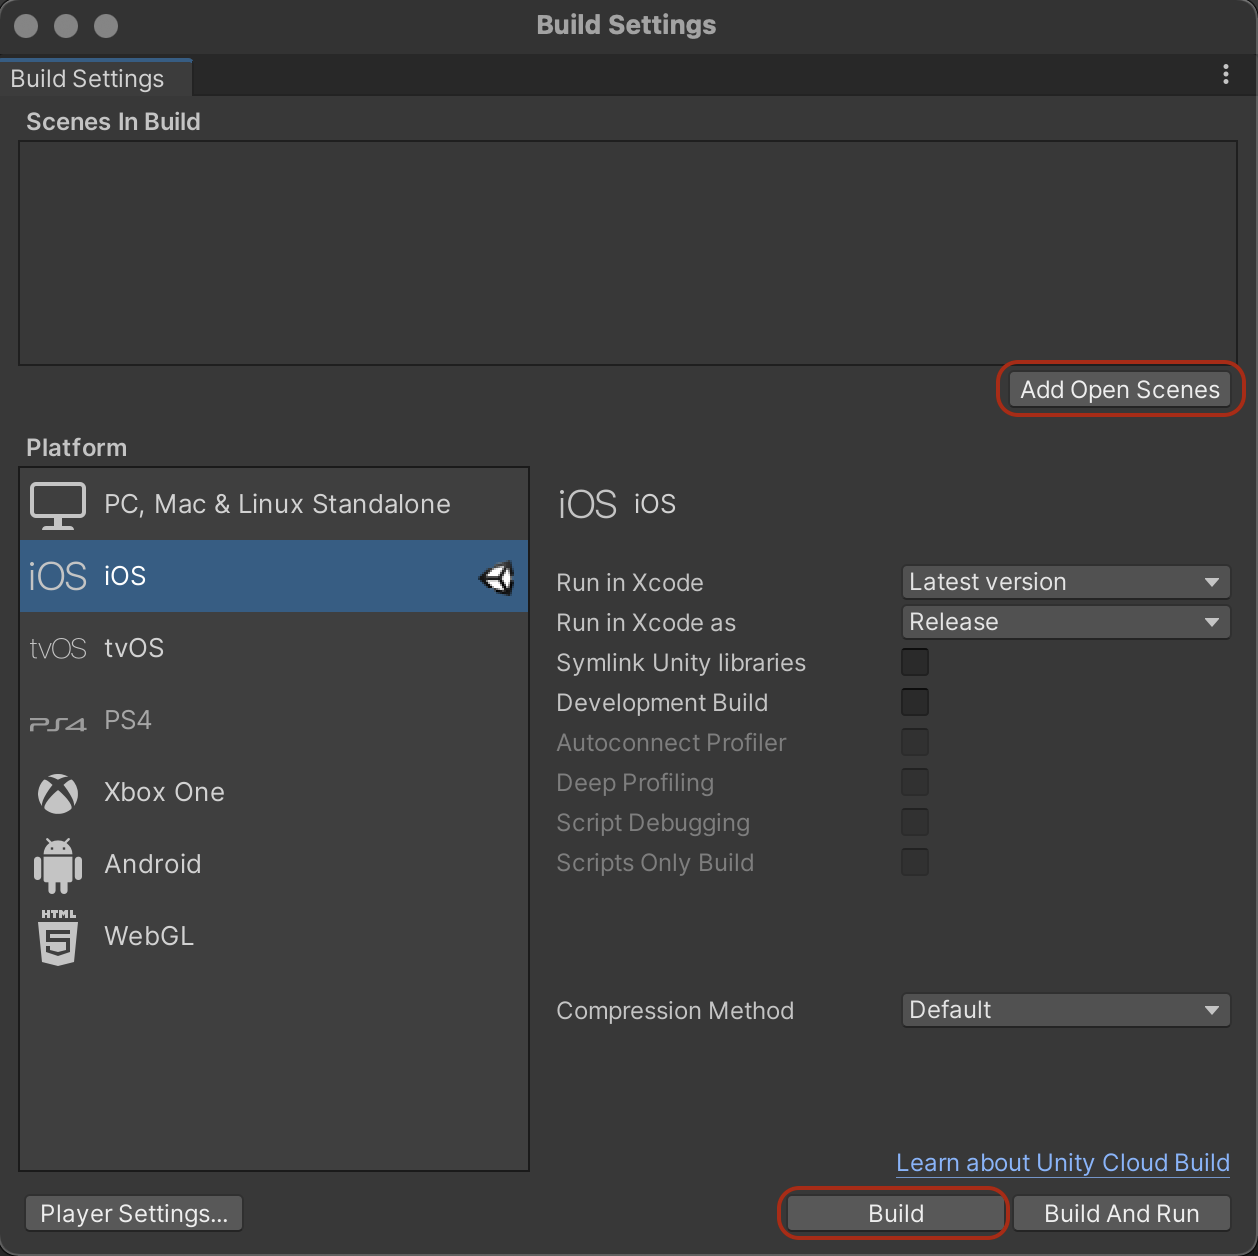 Build Settings
Build Settings
Scenes In Build
Add Open Scenes
Platform
PC, Mac & Linux Standalone
iOS iOS
tvOS tvOS
PS4 PS4
Xbox One
Android
HTML 5 WebGL
iOS iOS
Run in Xcode Latest version
Run in Xcode as Release
Symlink Unity libraries
Development Build
Autoconnect Profiler
Deep Profiling
Script Debugging
Scripts Only Build
Compression Method Default
Learn about Unity Cloud Build
Player Settings... Build Build And Run